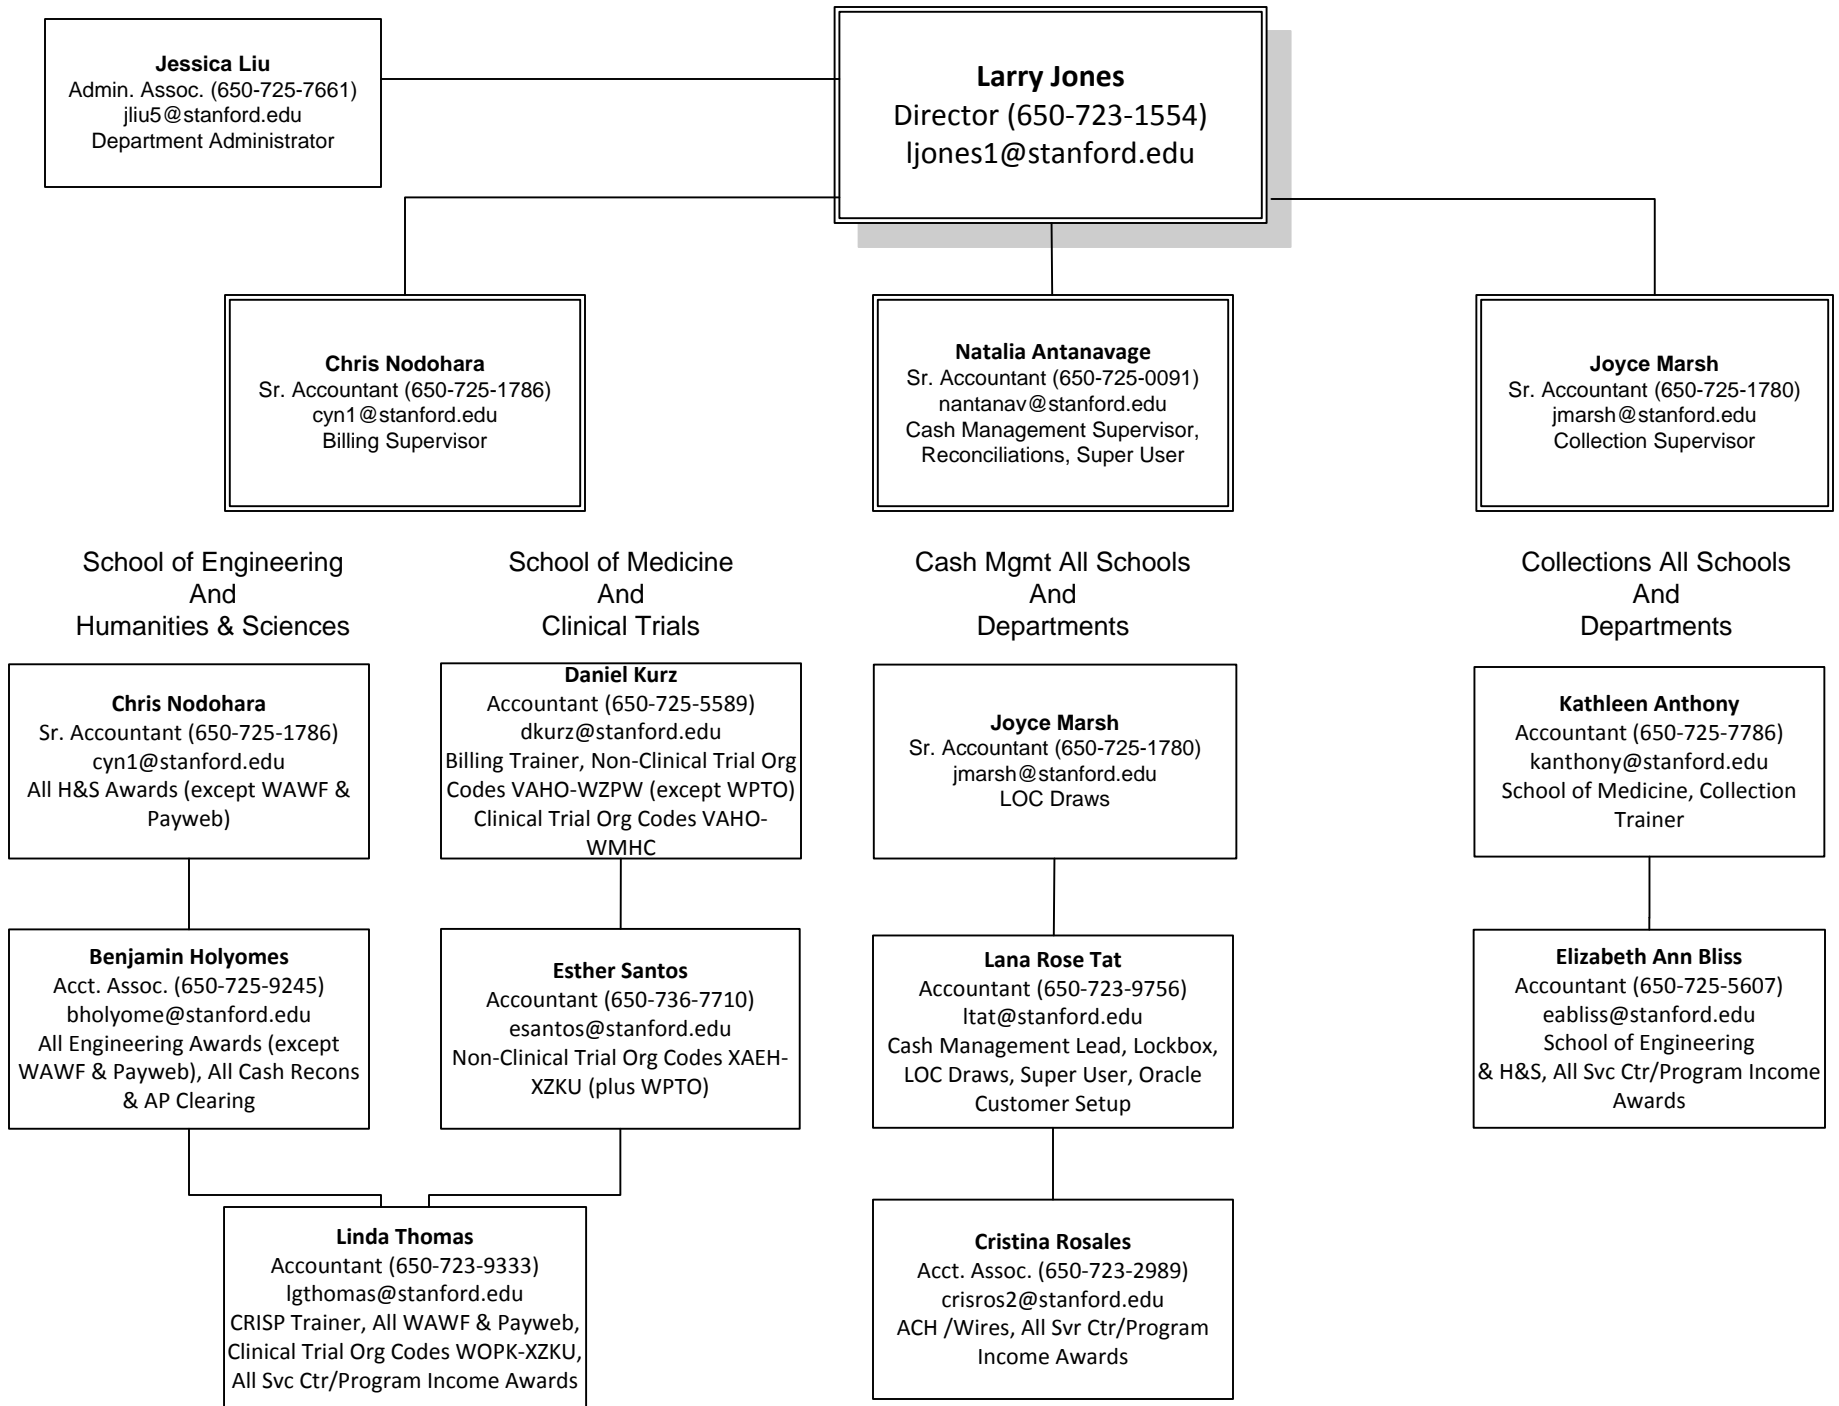 Jessica Liu
Admin. Assoc. (650-725-7661)
jliu5@stanford.edu
Department Administrator
Larry Jones
Director (650-723-1554)
ljones1@stanford.edu
Chris Nodohara
Sr. Accountant (650-725-1786)
cyn1@stanford.edu
Billing Supervisor
Natalia Antanavage
Sr. Accountant (650-725-0091)
nantanav@stanford.edu
Cash Management Supervisor,
Reconciliations, Super User
Joyce Marsh
Sr. Accountant (650-725-1780)
jmarsh@stanford.edu
Collection Supervisor
School of Engineering
And
Humanities & Sciences
School of Medicine
And
Clinical Trials
Cash Mgmt All Schools
And
Departments
Collections All Schools
And
Departments
Chris Nodohara
Sr. Accountant (650-725-1786)
cyn1@stanford.edu
All H&S Awards (except WAWF &
Payweb)
Daniel Kurz
Accountant (650-725-5589)
dkurz@stanford.edu
Billing Trainer, Non-Clinical Trial Org
Codes VAHO-WZPW (except WPTO)
Clinical Trial Org Codes VAHO-
WMHC
Joyce Marsh
Sr. Accountant (650-725-1780)
jmarsh@stanford.edu
LOC Draws
Kathleen Anthony
Accountant (650-725-7786)
kanthony@stanford.edu
School of Medicine, Collection
Trainer
Benjamin Holyomes
Acct. Assoc. (650-725-9245)
bholyome@stanford.edu
All Engineering Awards (except
WAWF & Payweb), All Cash Recons
& AP Clearing
Esther Santos
Accountant (650-736-7710)
esantos@stanford.edu
Non-Clinical Trial Org Codes XAEH-
XZKU (plus WPTO)
Lana Rose Tat
Accountant (650-723-9756)
ltat@stanford.edu
Cash Management Lead, Lockbox,
LOC Draws, Super User, Oracle
Customer Setup
Elizabeth Ann Bliss
Accountant (650-725-5607)
eabliss@stanford.edu
School of Engineering
& H&S, All Svc Ctr/Program Income
Awards
Linda Thomas
Accountant (650-723-9333)
lgthomas@stanford.edu
CRISP Trainer, All WAWF & Payweb,
Clinical Trial Org Codes WOPK-XZKU,
All Svc Ctr/Program Income Awards
Cristina Rosales
Acct. Assoc. (650-723-2989)
crisros2@stanford.edu
ACH /Wires, All Svr Ctr/Program
Income Awards